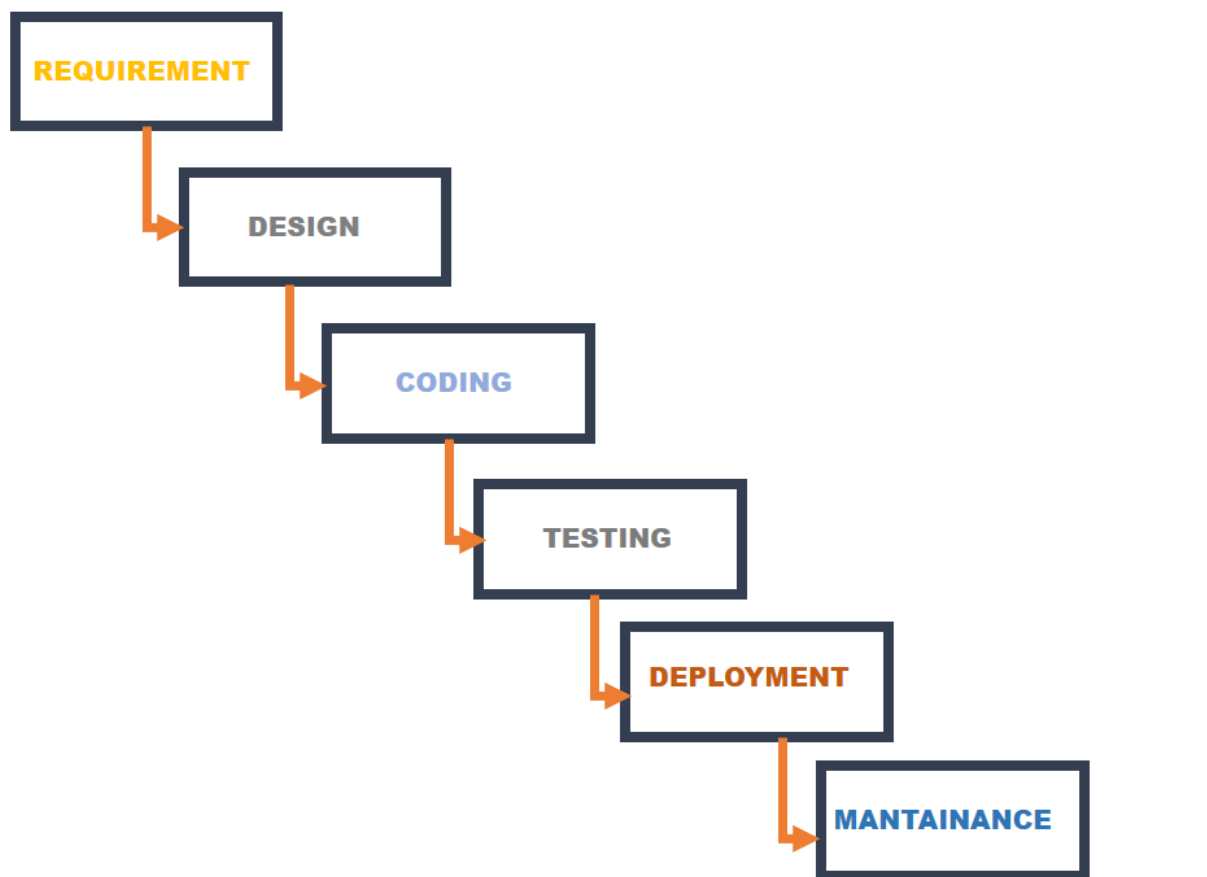 REQUIREMENT
DESIGN
CODING
TESTING
DEPLOYMENT
MANTAINANCE